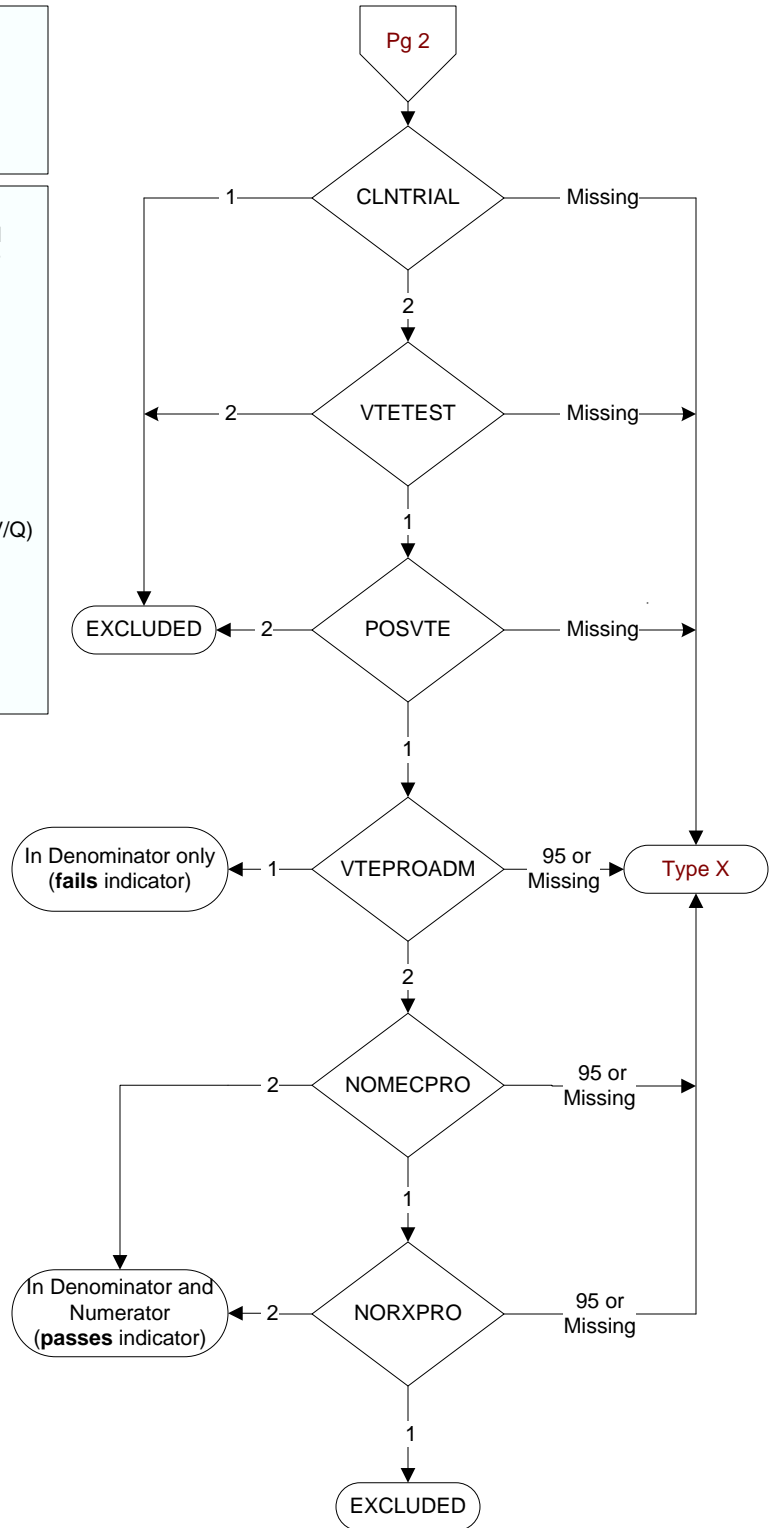 Pg 2
CLNTRIAL
1
Missing
2
VTETEST
2
Missing
1
/Q)
POSVTE
EXCLUDED
2
Missing
1
VTEPROADM
In Denominator only
(fails indicator)
1
95 or
Missing
Type X
2
NOMECPRO
2
95 or
Missing
1
NORXPRO
In Denominator and
Numerator
(passes indicator)
2
95 or
Missing
1
EXCLUDED